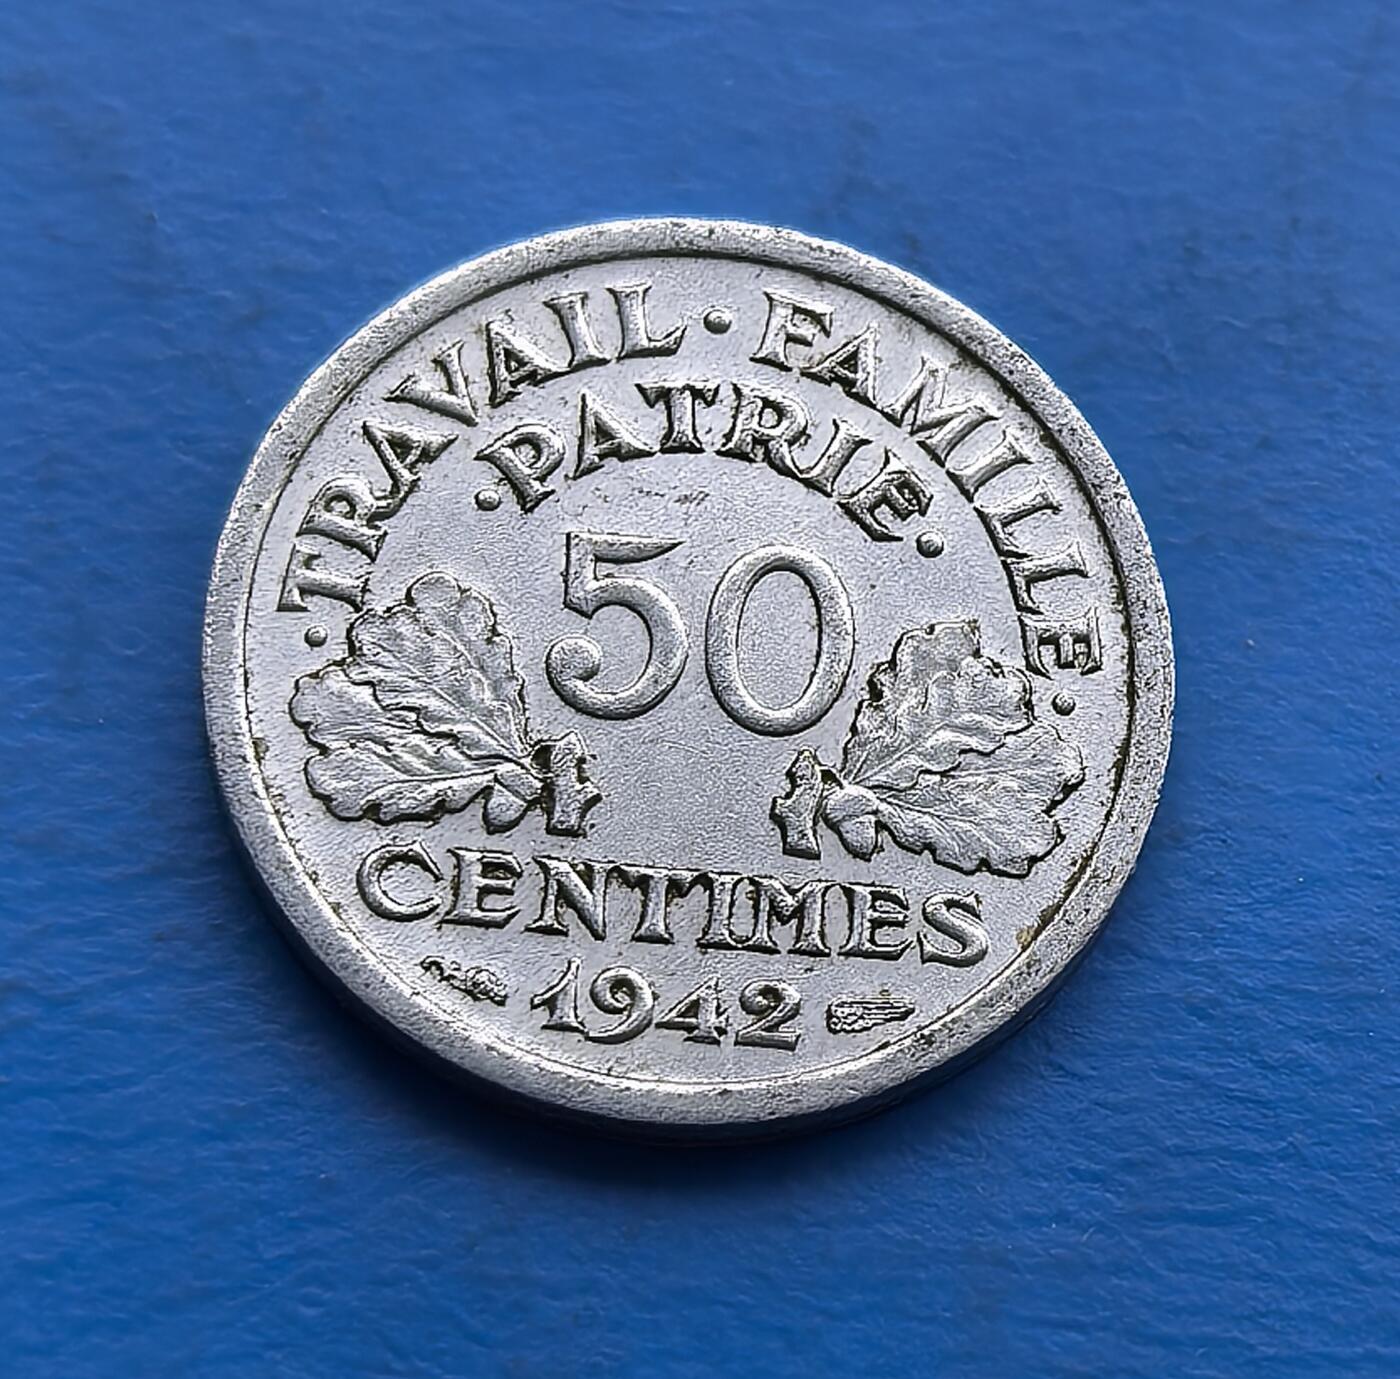 · TRAVAIL · FAMILLE ·
· PATRIE ·
50
CENTIMES
1942